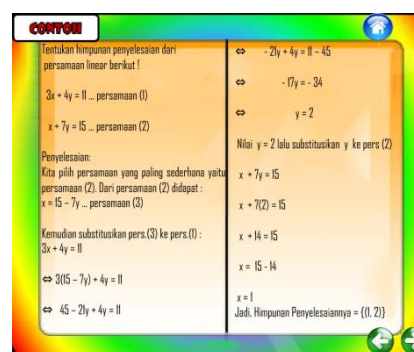 CONTOH
Tentukan himpunan penyelesaian dari
persamaan linear berikut !
3x + 4y = 11 ... persamaan (1)
x + 7y = 15 ... persamaan (2)
Penyelesaian:
Kita pilih persamaan yang paling sederhana yaitu
persamaan (2). Dari persamaan (2) didapat :
x = 15 – 7y ... persamaan (3)
Kemudian substitusikan pers.(3) ke pers.(1) :
3x + 4y = 11
⇔ 3(15 – 7y) + 4y = 11
⇔ 45 – 21y + 4y = 11
⇔ - 21y + 4y = 11 – 45
⇔ - 17y = - 34
⇔ y = 2
Nilai y = 2 lalu substitusikan y ke pers (2)
x + 7y = 15
x + 7(2) = 15
x + 14 = 15
x = 15 - 14
x = 1
Jadi, Himpunan Penyelesaiannya = {(1, 2)}